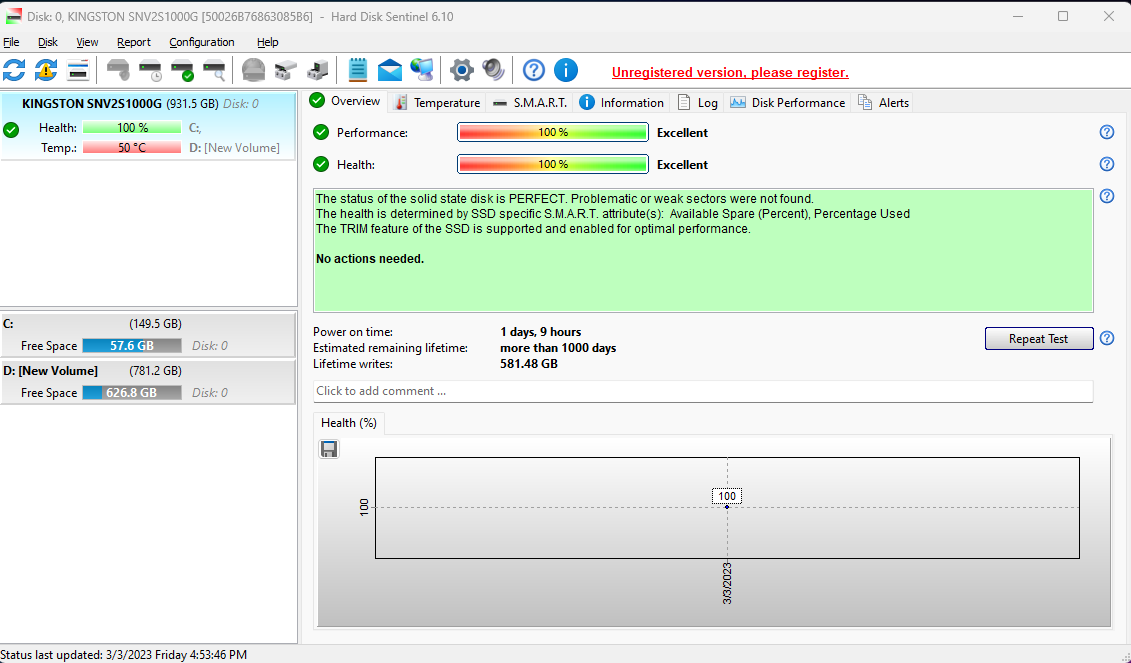 Disk: 0, KINGSTON SNV2S1000G [50026B76863085B6] - Hard Disk Sentinel 6.10
File Disk View Report Configuration Help
Unregistered version, please register.
KINGSTON SNV2S1000G (931.5 GB) Disk: 0
Health: 100 % C:,
Temp.: 50 °C D: [New Volume]
C: (149.5 GB)
Free Space 57.6 GB Disk: 0
D: [New Volume] (781.2 GB)
Free Space 626.8 GB Disk: 0
Overview Temperature S.M.A.R.T. Information Log Disk Performance Alerts
Performance: 100 % Excellent
Health: 100 % Excellent
The status of the solid state disk is PERFECT. Problematic or weak sectors were not found.
The health is determined by SSD specific S.M.A.R.T. attribute(s): Available Spare (Percent), Percentage Used
The TRIM feature of the SSD is supported and enabled for optimal performance.
No actions needed.
Power on time: 1 days, 9 hours
Estimated remaining lifetime: more than 1000 days
Lifetime writes: 581.48 GB
Repeat Test
Click to add comment ...
Health (%)
100
100
3/3/2023
Status last updated: 3/3/2023 Friday 4:53:46 PM